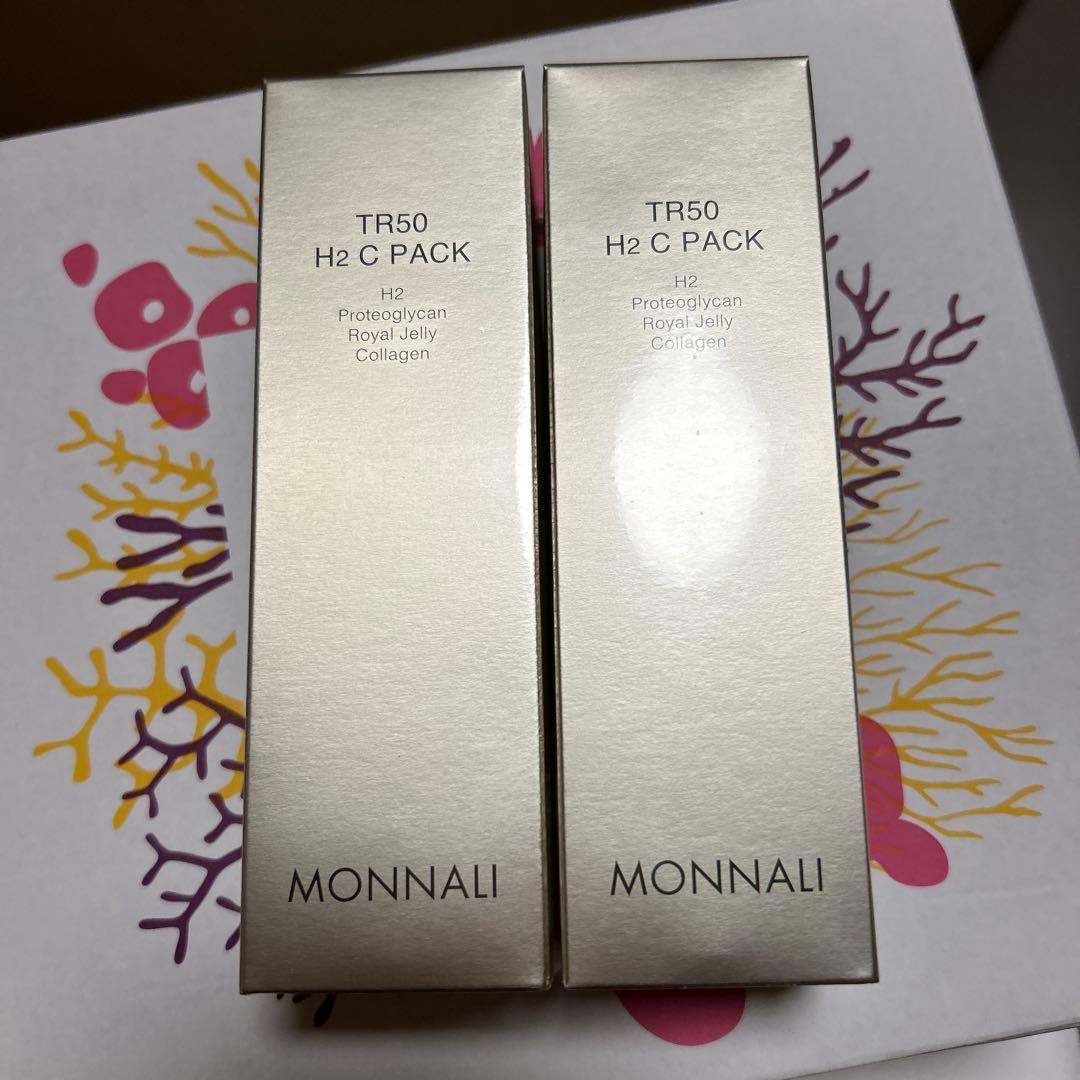 TR50
H2 C PACK
H2
Proteoglycan
Royal Jelly
Collagen
MONNALI
TR50
H2 C PACK
H2
Proteoglycan
Royal Jelly
Collagen
MONNALI